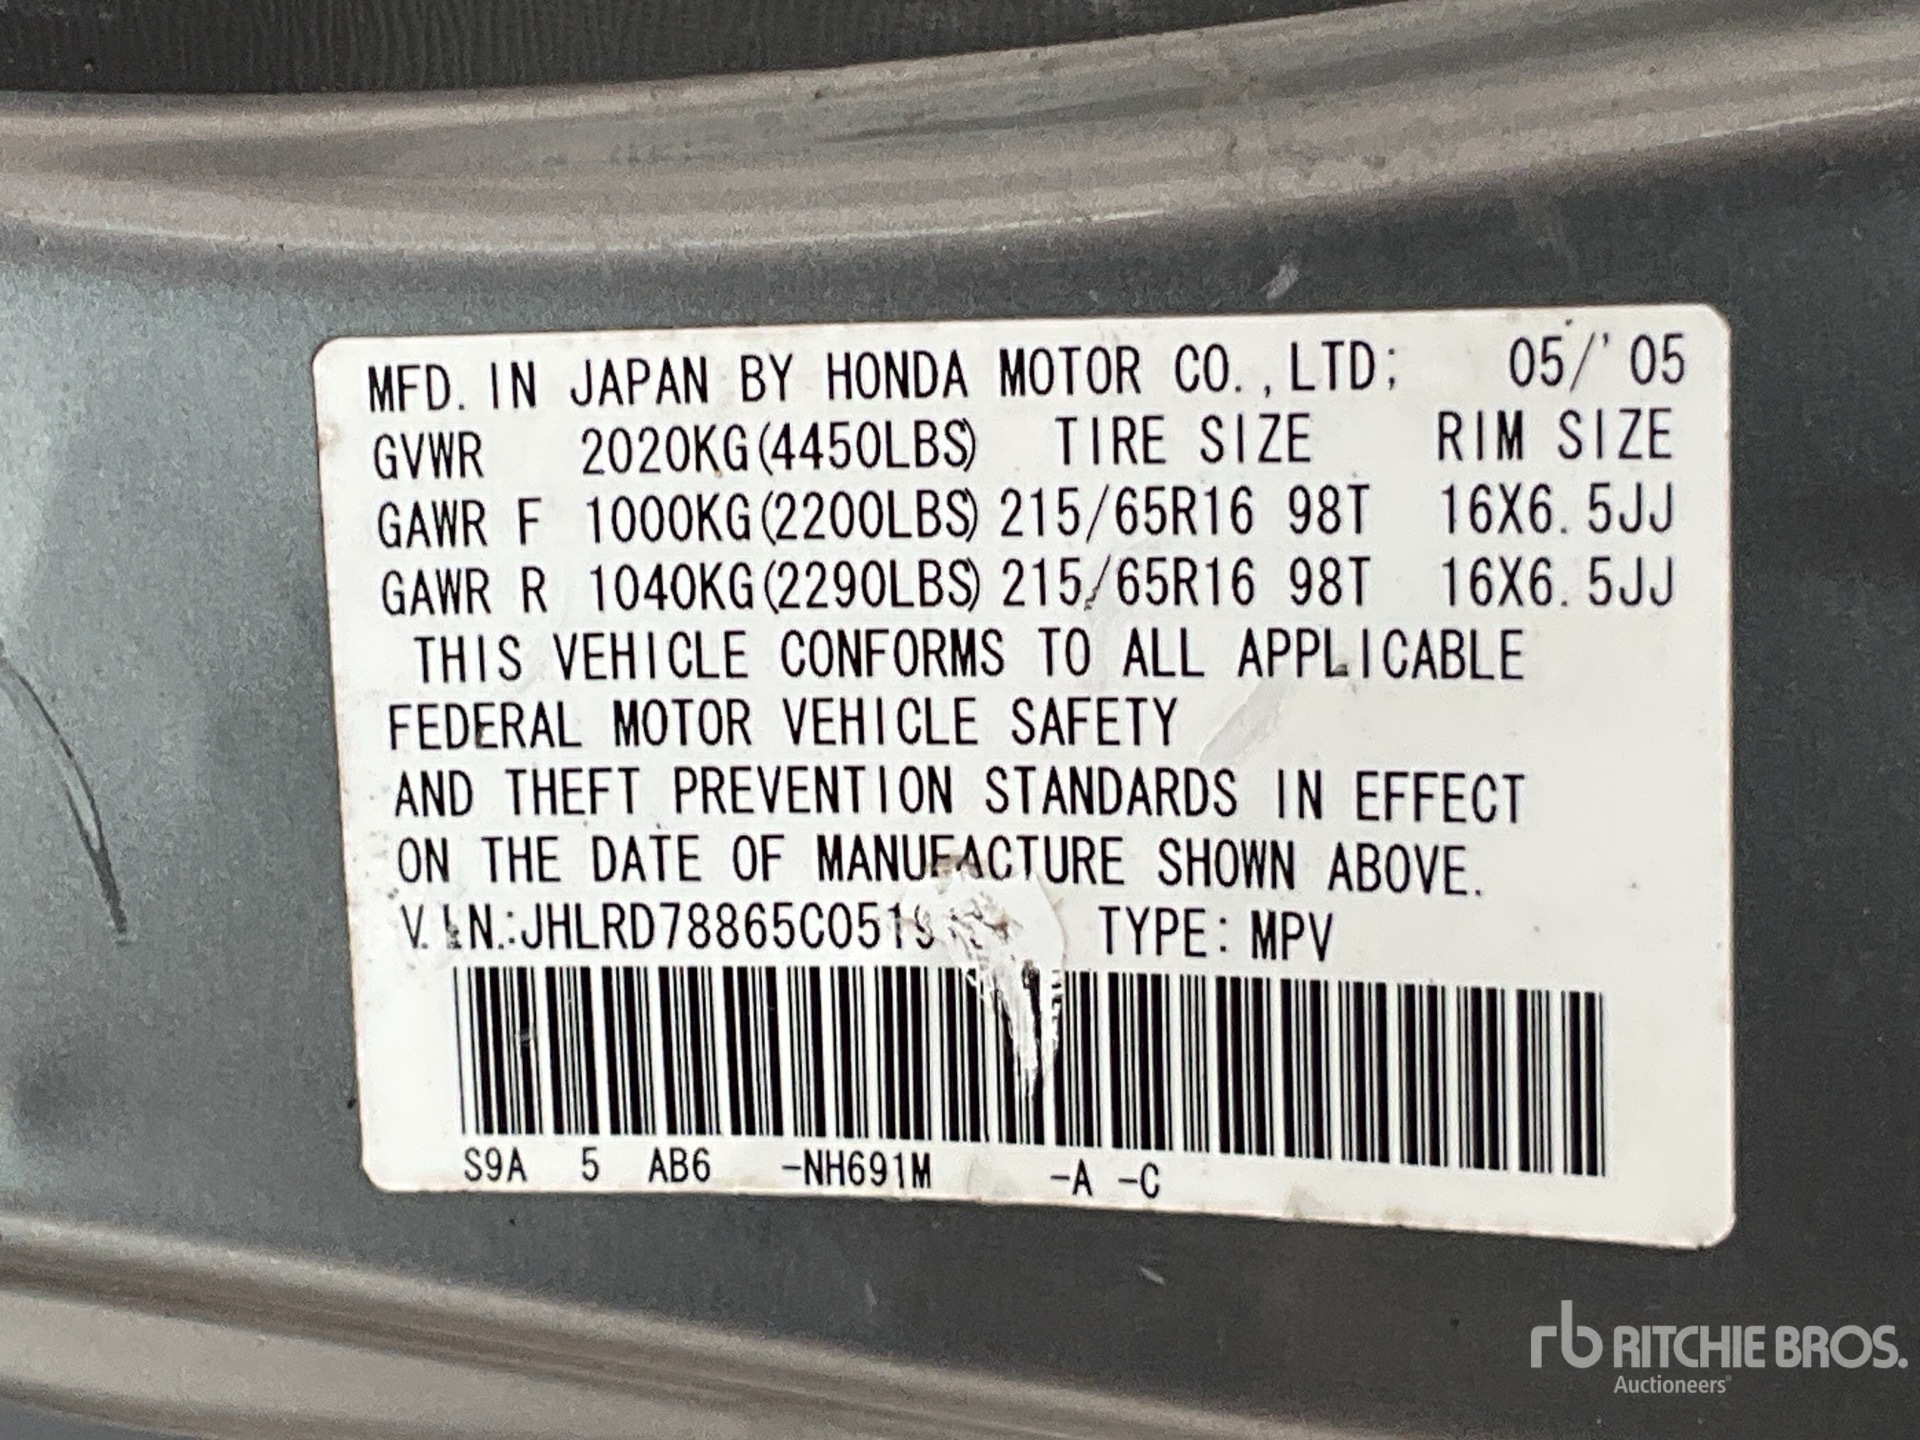 MFD. IN JAPAN BY HONDA MOTOR CO., LTD; 05/'05
GVWR 2020KG(4450LBS) TIRE SIZE RIM SIZE
GAWR F 1000KG(2200LBS) 215/65R16 98T 16X6.5JJ
GAWR R 1040KG(2290LBS) 215/65R16 98T 16X6.5JJ
THIS VEHICLE CONFORMS TO ALL APPLICABLE
FEDERAL MOTOR VEHICLE SAFETY
AND THEFT PREVENTION STANDARDS IN EFFECT
ON THE DATE OF MANUFACTURE SHOWN ABOVE.
V.I.N.: TYPE: MPV
S9A 5 AB6 -NH691M -A -C
rb RITCHIE BROS.
Auctioneers